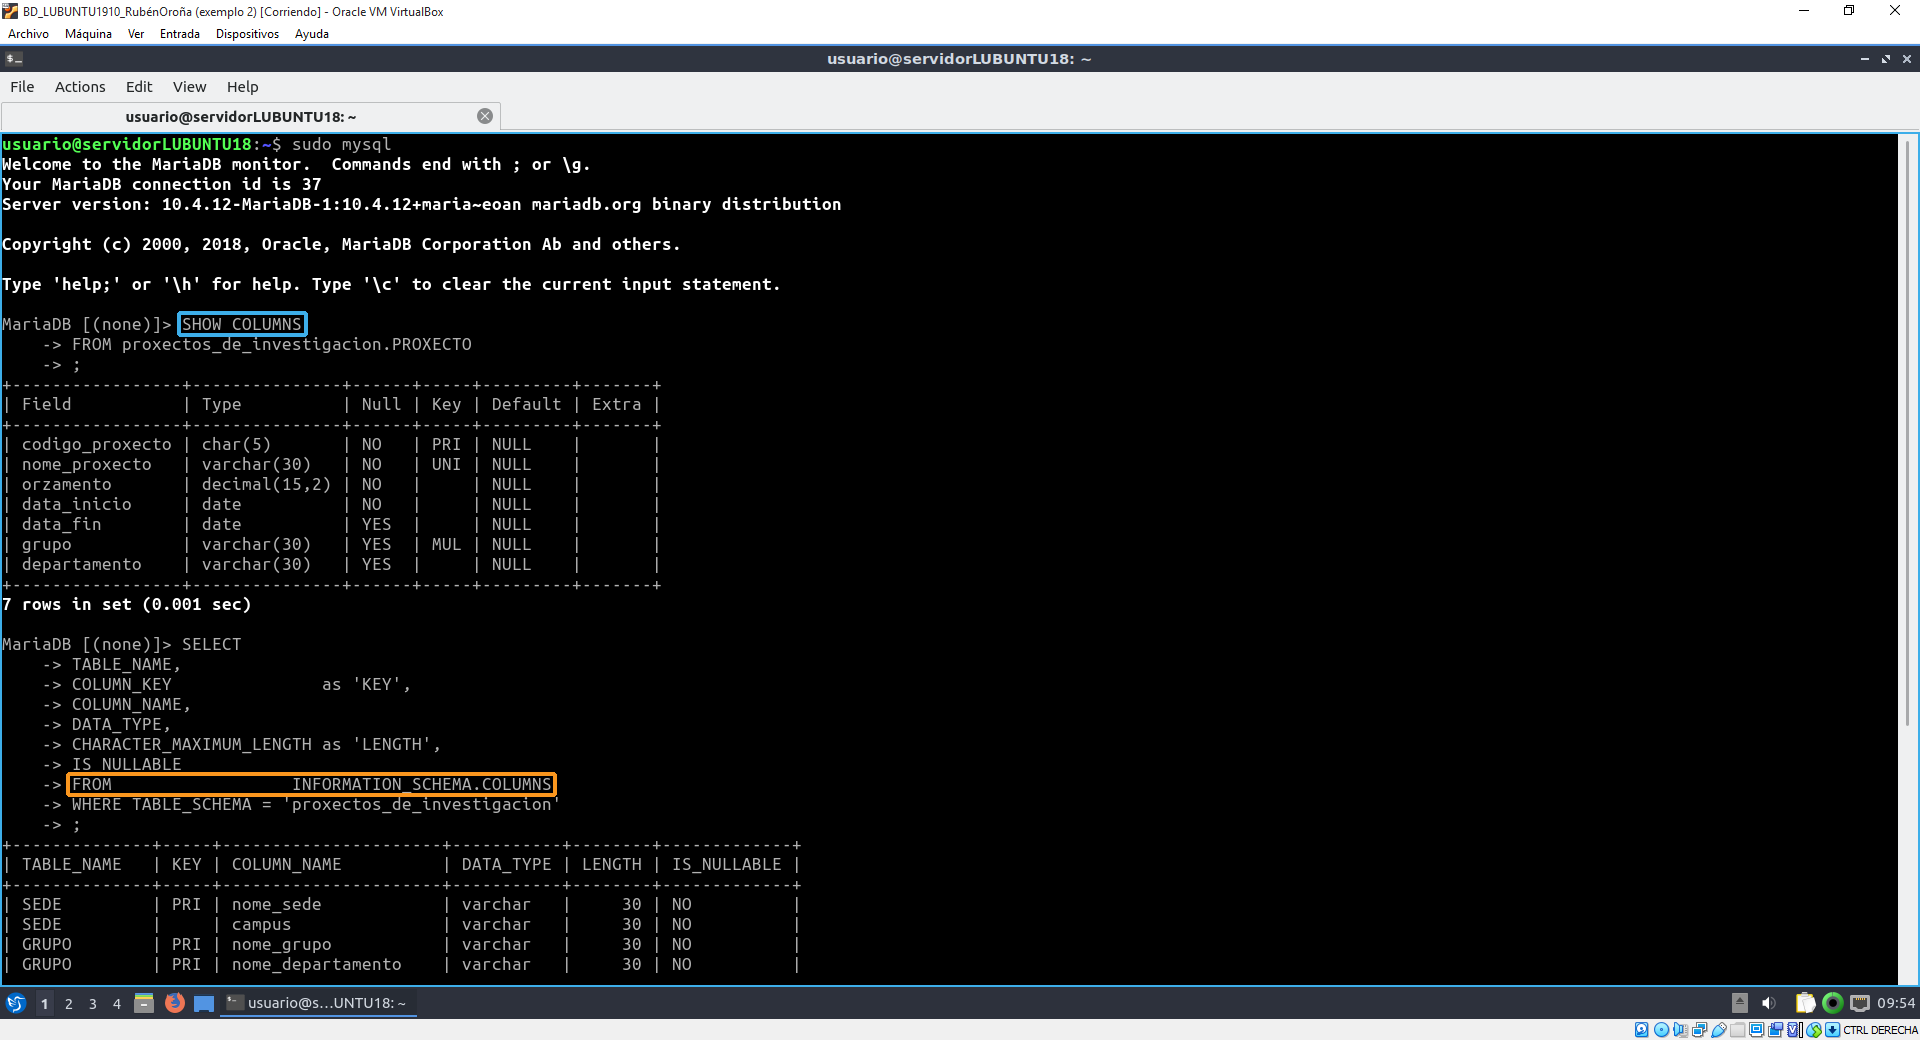 BD_LUBUNTU1910_RubénOroña (exemplo 2) [Corriendo] - Oracle VM VirtualBox
Archivo Máquina Ver Entrada Dispositivos Ayuda
usuario@servidorLUBUNTU18: ~
File Actions Edit View Help
usuario@servidorLUBUNTU18: ~
usuario@servidorLUBUNTU18:~$ sudo mysql
Welcome to the MariaDB monitor.  Commands end with ; or \g.
Your MariaDB connection id is 37
Server version: 10.4.12-MariaDB-1:10.4.12+maria~eoan mariadb.org binary distribution
Copyright (c) 2000, 2018, Oracle, MariaDB Corporation Ab and others.
Type 'help;' or '\h' for help. Type '\c' to clear the current input statement.
MariaDB [(none)]> SHOW COLUMNS
    -> FROM proxectos_de_investigacion.PROXECTO
    -> ;
+-----------------+---------------+------+-----+---------+-------+
| Field           | Type          | Null | Key | Default | Extra |
+-----------------+---------------+------+-----+---------+-------+
| codigo_proxecto | char(5)       | NO   | PRI | NULL    |       |
| nome_proxecto   | varchar(30)   | NO   | UNI | NULL    |       |
| orzamento       | decimal(15,2) | NO   |     | NULL    |       |
| data_inicio     | date          | NO   |     | NULL    |       |
| data_fin        | date          | YES  |     | NULL    |       |
| grupo           | varchar(30)   | YES  | MUL | NULL    |       |
| departamento    | varchar(30)   | YES  |     | NULL    |       |
+-----------------+---------------+------+-----+---------+-------+
7 rows in set (0.001 sec)
MariaDB [(none)]> SELECT
    -> TABLE_NAME,
    -> COLUMN_KEY               as 'KEY',
    -> COLUMN_NAME,
    -> DATA_TYPE,
    -> CHARACTER_MAXIMUM_LENGTH as 'LENGTH',
    -> IS_NULLABLE
    -> FROM                  INFORMATION_SCHEMA.COLUMNS
    -> WHERE TABLE_SCHEMA = 'proxectos_de_investigacion'
    -> ;
+--------------+-----+----------------------+-----------+--------+-------------+
| TABLE_NAME   | KEY | COLUMN_NAME          | DATA_TYPE | LENGTH | IS_NULLABLE |
+--------------+-----+----------------------+-----------+--------+-------------+
| SEDE         | PRI | nome_sede            | varchar   |     30 | NO          |
| SEDE         |     | campus               | varchar   |     30 | NO          |
| GRUPO        | PRI | nome_grupo           | varchar   |     30 | NO          |
| GRUPO        | PRI | nome_departamento    | varchar   |     30 | NO          |
1 2 3 4 usuario@s...UNTU18: ~ 09:54
CTRL DERECHA